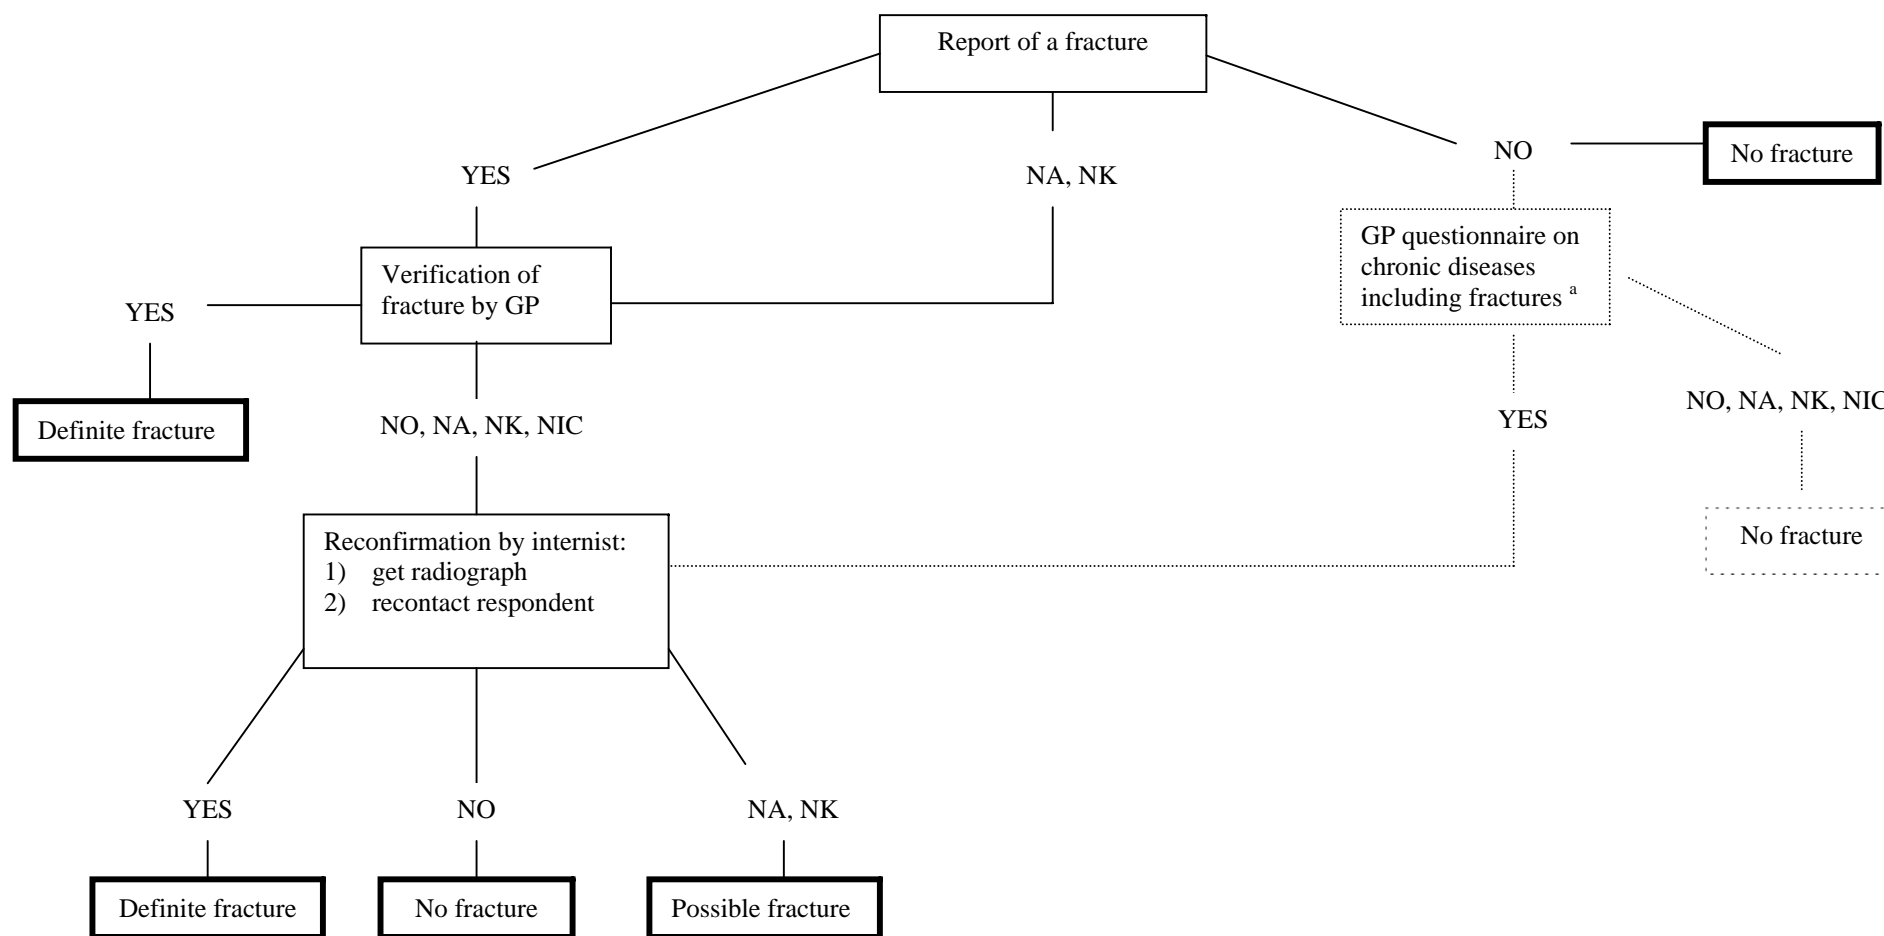 Report of a fracture
YES
NA, NK
NO
No fracture
Verification of
fracture by GP
GP questionnaire on
chronic diseases
including fractures a
YES
Definite fracture
NO, NA, NK, NIC
YES
NO, NA, NK, NIC
No fracture
Reconfirmation by internist:
1) get radiograph
2) recontact respondent
YES
NO
NA, NK
Definite fracture
No fracture
Possible fracture